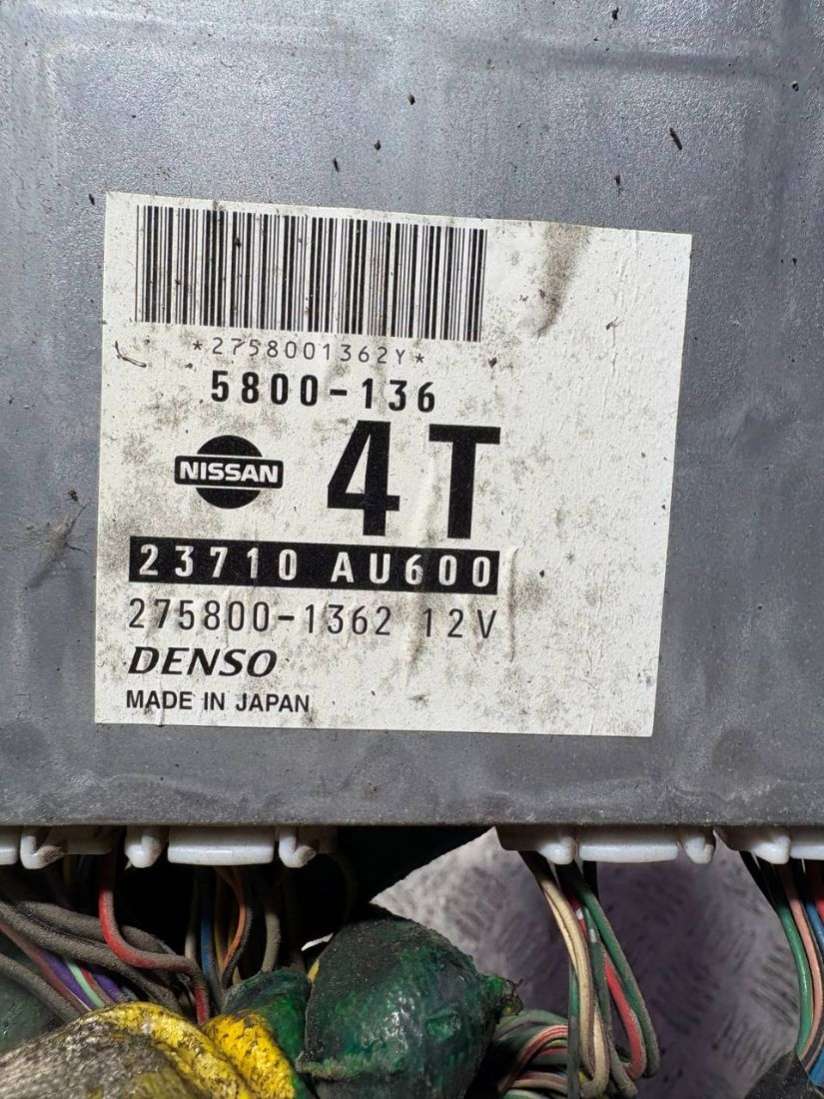 *2758001362Y*
5800-136
NISSAN 4T
23710 AU600
275800-1362 12V
DENSO
MADE IN JAPAN